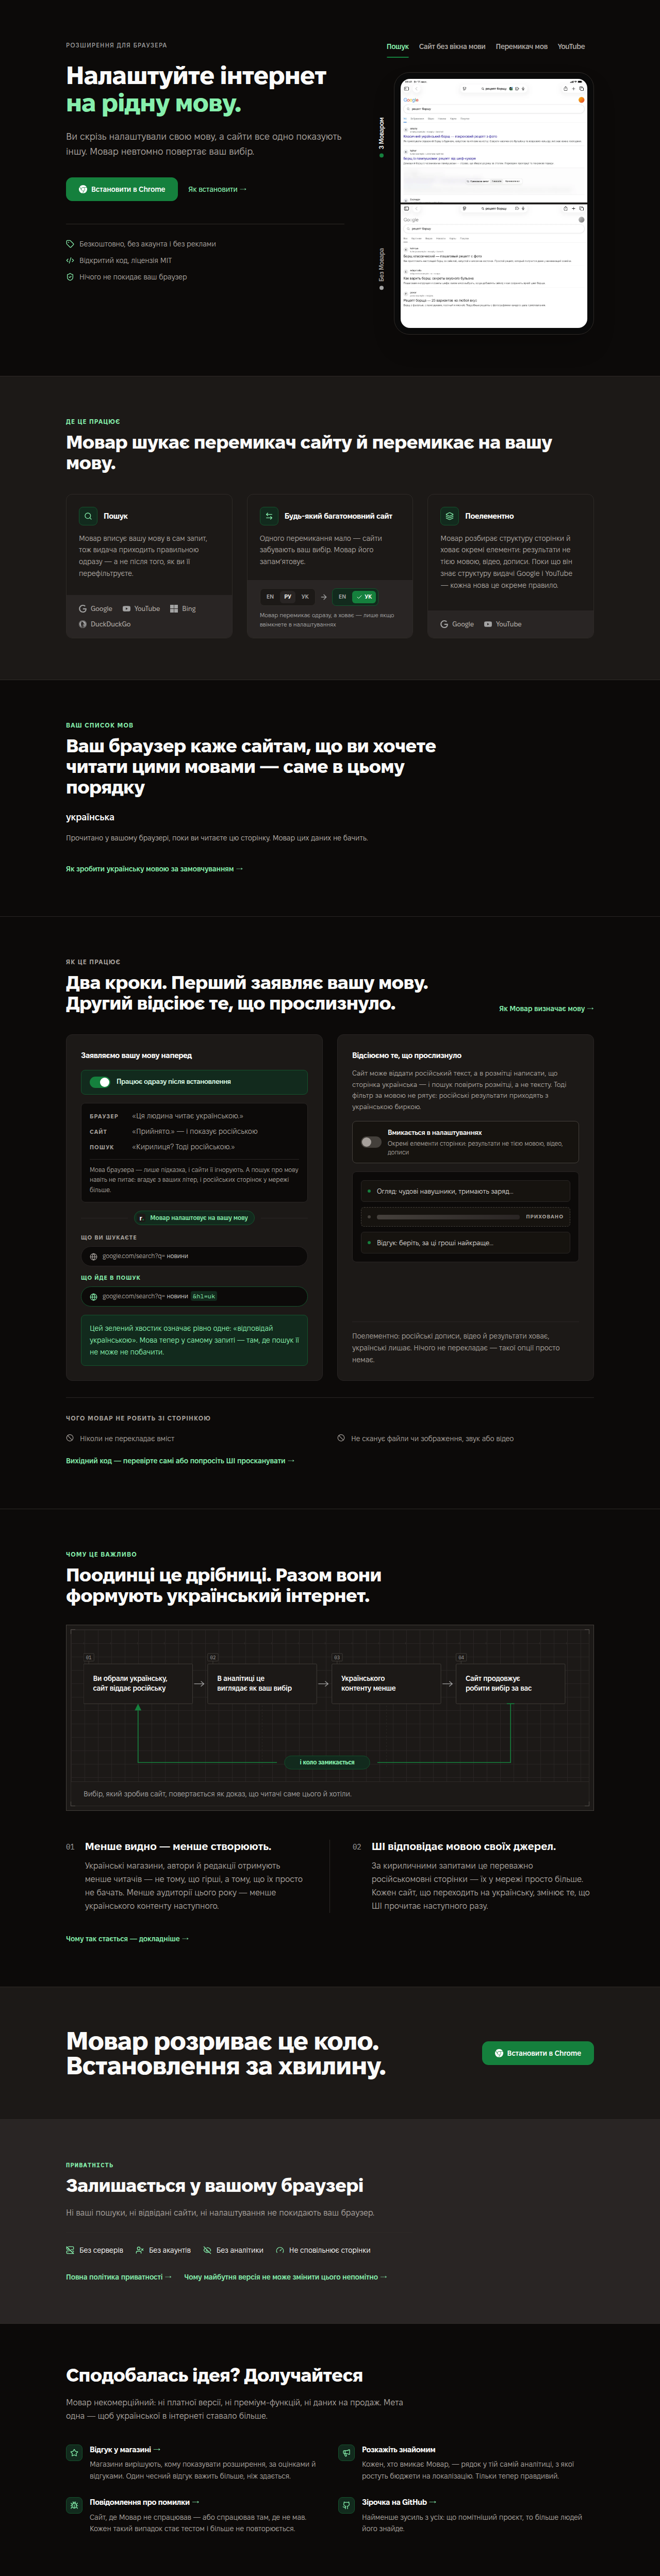 РОЗШИРЕННЯ ДЛЯ БРАУЗЕРА
Налаштуйте інтернет
на рідну мову.
Ви скрізь налаштували свою мову, а сайти все одно показують
іншу. Мовар невтомно повертає ваш вибір.
Встановити в Chrome
Як встановити →
Безкоштовно, без акаунта і без реклами
Відкритий код, ліцензія MIT
Нічого не покидає ваш браузер
Пошук
Сайт без вікна мови
Перемикач мов
YouTube
З Моваром
Без Мовара
Google
ДЕ ЦЕ ПРАЦЮЄ
Мовар шукає перемикач сайту й перемикає на вашу
мову.
Пошук
Мовар вписує вашу мову в сам запит,
тож видача приходить правильною
одразу — а не після того, як ви її
перефільтруєте.
Google
YouTube
Bing
DuckDuckGo
Будь-який багатомовний сайт
Одного перемикання мало — сайти
забувають ваш вибір. Мовар його
запам'ятовує.
EN РУ УК → EN УК
Мовар перемикає одразу, а ховає — лише якщо
ввімкнете в налаштуваннях
Поелементно
Мовар розбирає структуру сторінки й
ховає окремі елементи: результати не
тією мовою, відео, дописи. Поки що він
знає структуру видачі Google і YouTube
— кожна нова це окреме правило.
Google
YouTube
ВАШ СПИСОК МОВ
Ваш браузер каже сайтам, що ви хочете
читати цими мовами — саме в цьому
порядку
українська
Прочитано у вашому браузері, поки ви читаєте цю сторінку. Мовар цих даних не бачить.
Як зробити українську мовою за замовчуванням →
ЯК ЦЕ ПРАЦЮЄ
Два кроки. Перший заявляє вашу мову.
Другий відсіює те, що прослизнуло.
Як Мовар визначає мову →
Заявляємо вашу мову наперед
Працює одразу після встановлення
БРАУЗЕР «Ця людина читає українською.»
САЙТ «Прийнято.» — і показує російською
ПОШУК «Кирилиця? Тоді російською.»
Мова браузера — лише підказка, і сайти її ігнорують. А пошук про мову
навіть не питає: вгадує з ваших літер, і російських сторінок у мережі
більше.
Мовар налаштовує на вашу мову
ЩО ВИ ШУКАЄТЕ
google.com/search?q= новини
ЩО ЙДЕ В ПОШУК
google.com/search?q= новини &hl=uk
Цей зелений хвостик означає рівно одне: «відповідай
українською». Мова тепер у самому запиті — там, де пошук її
не може не побачити.
Відсіюємо те, що прослизнуло
Сайт може віддати російський текст, а в розмітці написати, що
сторінка українська — і пошук повірить розмітці, а не тексту. Тоді
фільтр за мовою не рятує: російські результати приходять з
українською биркою.
Вмикається в налаштуваннях
Окремі елементи сторінки: результати не тією мовою, відео,
дописи
Огляд: чудові навушники, тримають заряд…
ПРИХОВАНО
Відгук: беріть, за ці гроші найкраще…
Поелементно: російські дописи, відео й результати ховає,
українські лишає. Нічого не перекладає — такої опції просто
немає.
ЧОГО МОВАР НЕ РОБИТЬ ЗІ СТОРІНКОЮ
Ніколи не перекладає вміст
Не сканує файли чи зображення, звук або відео
Вихідний код — перевірте самі або попросіть ШІ просканувати →
ЧОМУ ЦЕ ВАЖЛИВО
Поодинці це дрібниці. Разом вони
формують український інтернет.
01
Ви обрали українську,
сайт віддає російську
02
В аналітиці це
виглядає як ваш вибір
03
Українського
контенту менше
04
Сайт продовжує
робити вибір за вас
і коло замикається
Вибір, який зробив сайт, повертається як доказ, що читачі саме цього й хотіли.
01 Менше видно — менше створюють.
Українські магазини, автори й редакції отримують
менше читачів — не тому, що гірші, а тому, що їх просто
не бачать. Менше аудиторії цього року — менше
українського контенту наступного.
02 ШІ відповідає мовою своїх джерел.
За кириличними запитами це переважно
російськомовні сторінки — їх у мережі просто більше.
Кожен сайт, що переходить на українську, змінює те, що
ШІ прочитає наступного разу.
Чому так стається — докладніше →
Мовар розриває це коло.
Встановлення за хвилину.
Встановити в Chrome
ПРИВАТНІСТЬ
Залишається у вашому браузері
Ні ваші пошуки, ні відвідані сайти, ні налаштування не покидають ваш браузер.
Без серверів
Без акаунтів
Без аналітики
Не сповільнює сторінки
Повна політика приватності →
Чому майбутня версія не може змінити цього непомітно →
Сподобалась ідея? Долучайтеся
Мовар некомерційний: ні платної версії, ні преміум-функцій, ні даних на продаж. Мета
одна — щоб української в інтернеті ставало більше.
Відгук у магазині →
Магазини вирішують, кому показувати розширення, за оцінками й
відгуками. Один чесний відгук важить більше, ніж здається.
Розкажіть знайомим
Кожен, хто вмикає Мовар, — рядок у тій самій аналітиці, з якої
ростуть бюджети на локалізацію. Тільки тепер правдивий.
Повідомлення про помилки →
Сайт, де Мовар не спрацював — або спрацював там, де не мав.
Кожен такий випадок стає тестом і більше не повторюється.
Зірочка на GitHub →
Найменше зусиль з усіх: що помітніший проєкт, то більше людей
його знайде.